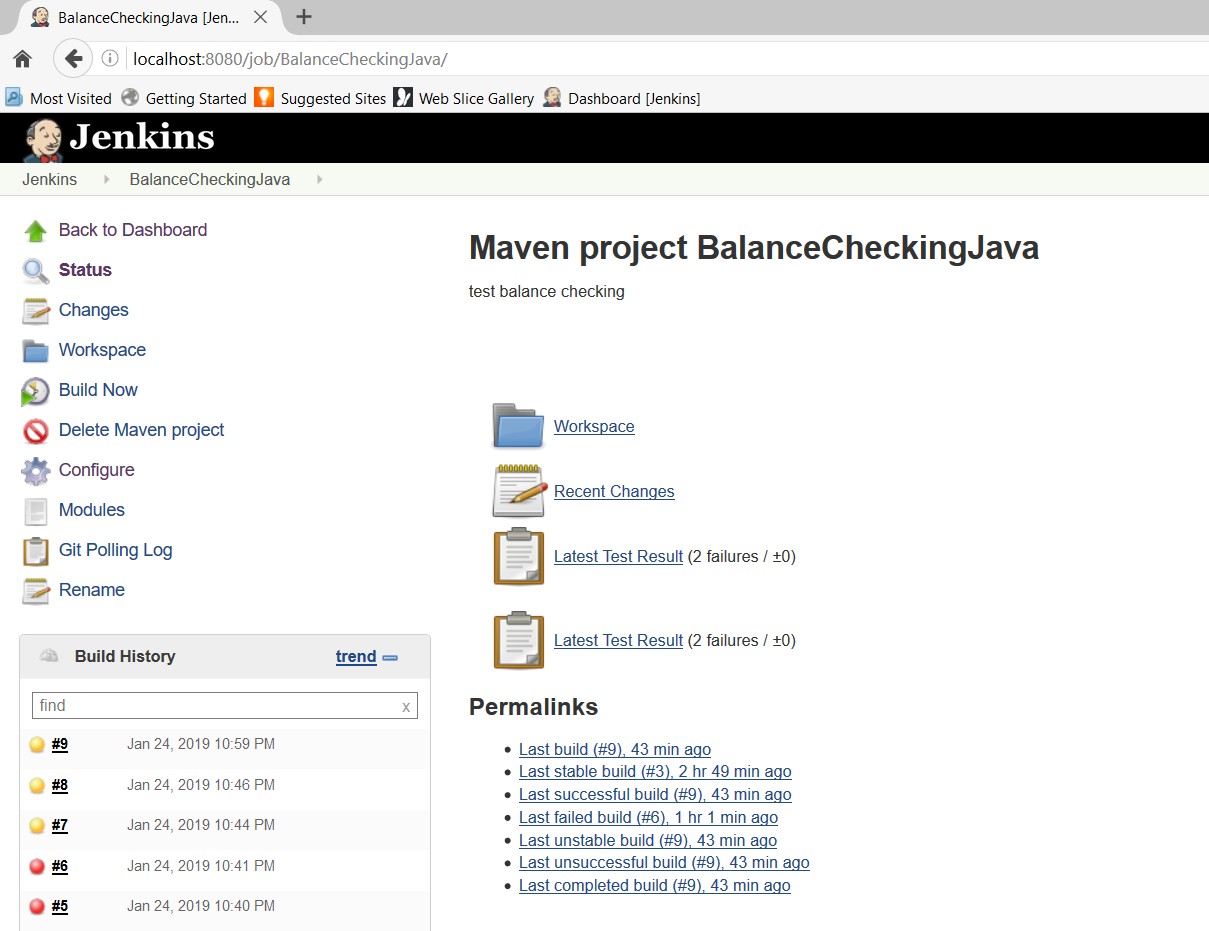 BalanceCheckingJava [Jen...
localhost:8080/job/BalanceCheckingJava/
Most Visited Getting Started Suggested Sites Web Slice Gallery Dashboard [Jenkins]
Jenkins
Jenkins BalanceCheckingJava
Back to Dashboard
Status
Changes
Workspace
Build Now
Delete Maven project
Configure
Modules
Git Polling Log
Rename
Build History trend
find x
#9 Jan 24, 2019 10:59 PM
#8 Jan 24, 2019 10:46 PM
#7 Jan 24, 2019 10:44 PM
#6 Jan 24, 2019 10:41 PM
#5 Jan 24, 2019 10:40 PM
Maven project BalanceCheckingJava
test balance checking
Workspace
Recent Changes
Latest Test Result (2 failures / ±0)
Latest Test Result (2 failures / ±0)
Permalinks
Last build (#9), 43 min ago
Last stable build (#3), 2 hr 49 min ago
Last successful build (#9), 43 min ago
Last failed build (#6), 1 hr 1 min ago
Last unstable build (#9), 43 min ago
Last unsuccessful build (#9), 43 min ago
Last completed build (#9), 43 min ago